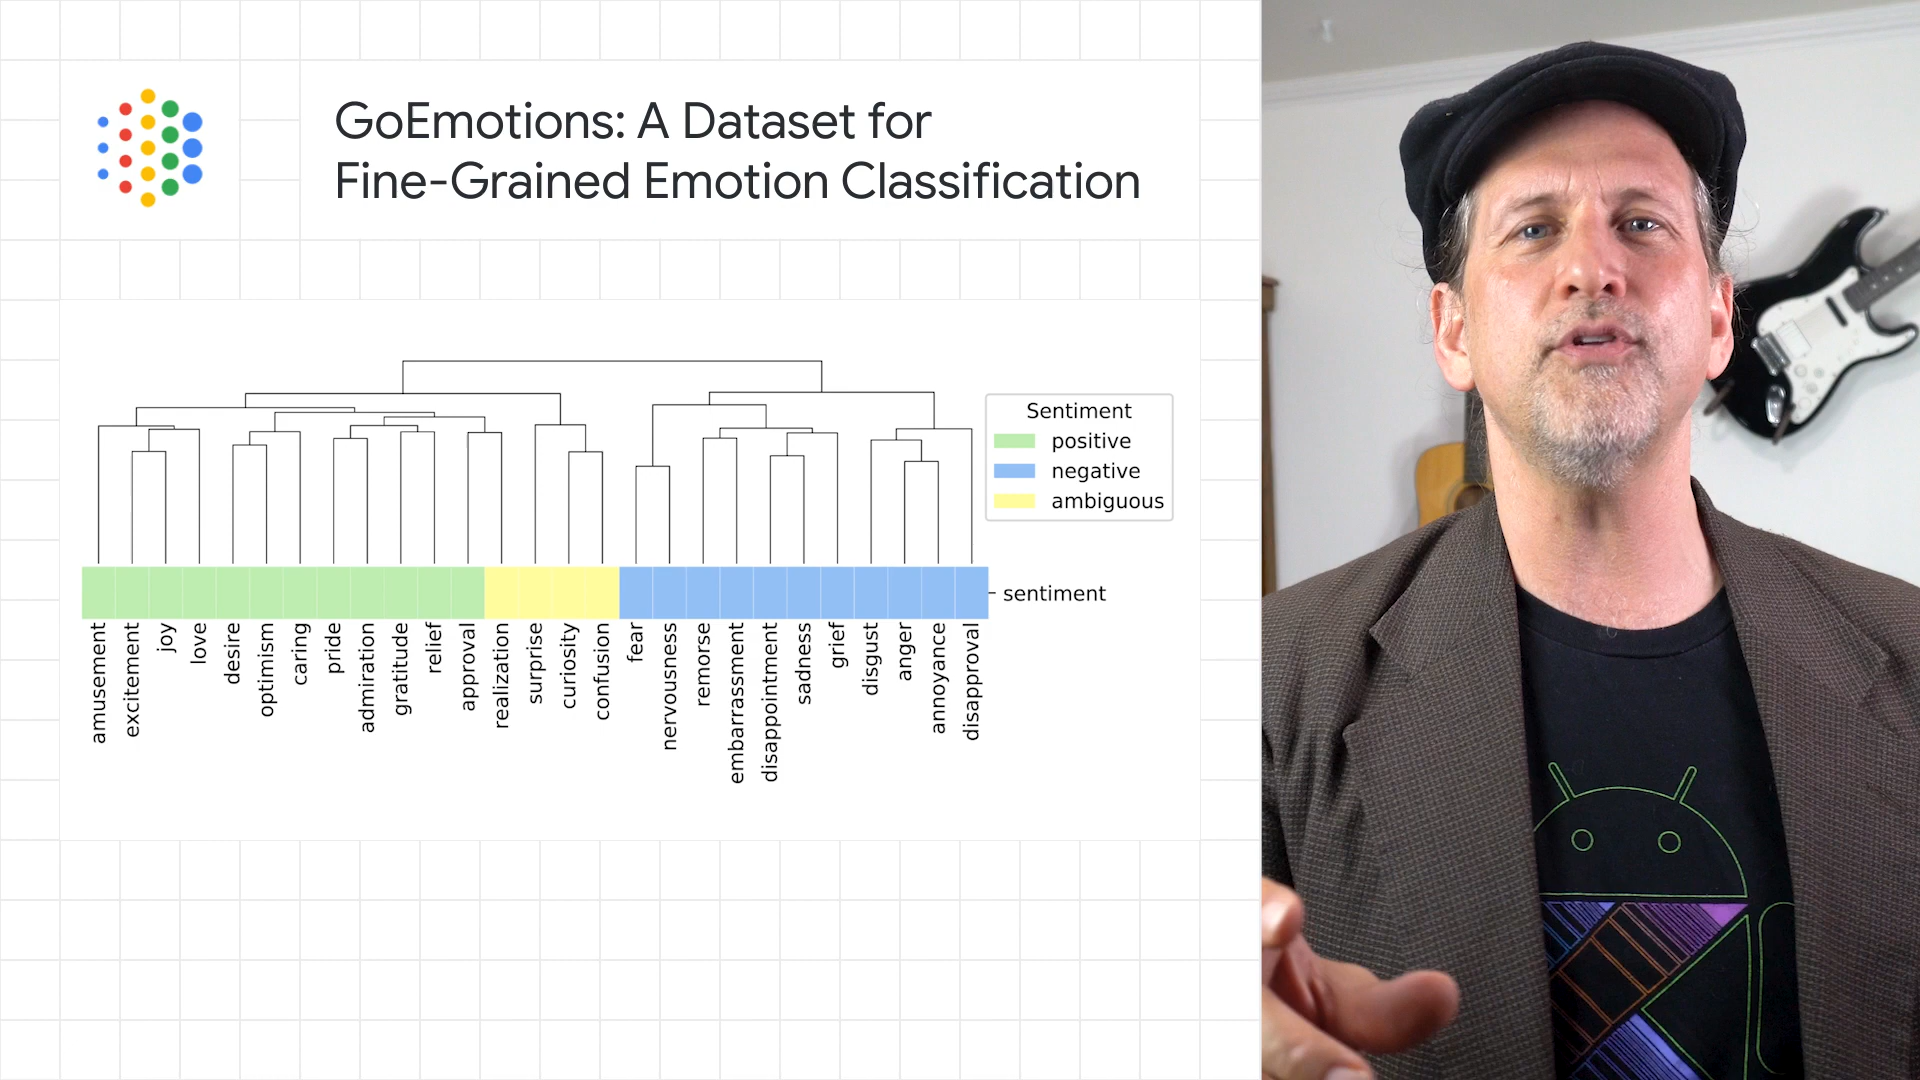 GoEmotions: A Dataset for
Fine-Grained Emotion Classification
Sentiment
positive
negative
ambiguous
sentiment
amusement
excitement
joy
love
desire
optimism
caring
pride
admiration
gratitude
relief
approval
realization
surprise
curiosity
confusion
fear
nervousness
remorse
embarrassment
disappointment
sadness
grief
disgust
anger
annoyance
disapproval